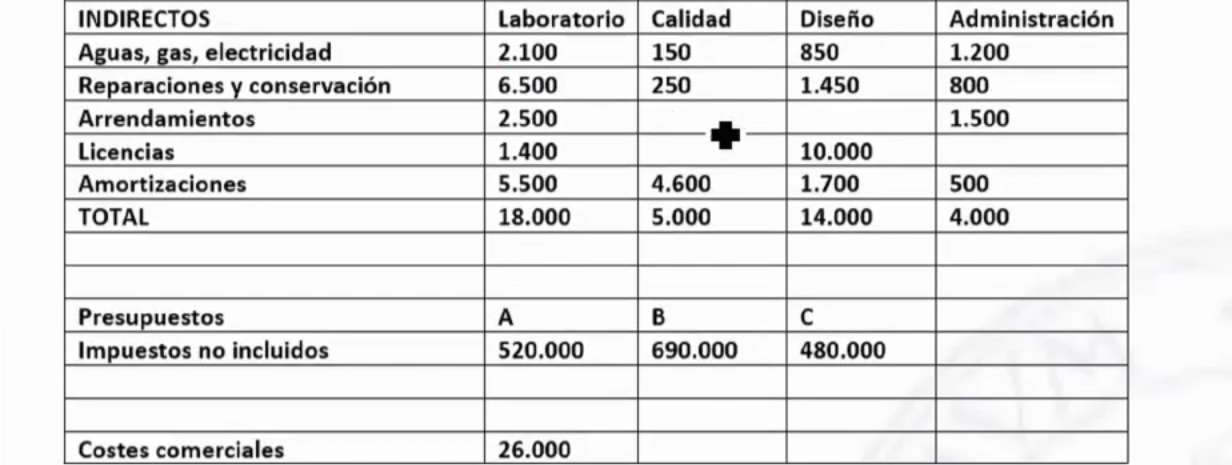 INDIRECTOS Laboratorio Calidad Diseño Administración
Aguas, gas, electricidad 2.100 150 850 1.200
Reparaciones y conservación 6.500 250 1.450 800
Arrendamientos 2.500 1.500
Licencias 1.400 10.000
Amortizaciones 5.500 4.600 1.700 500
TOTAL 18.000 5.000 14.000 4.000
Presupuestos A B C
Impuestos no incluidos 520.000 690.000 480.000
Costes comerciales 26.000